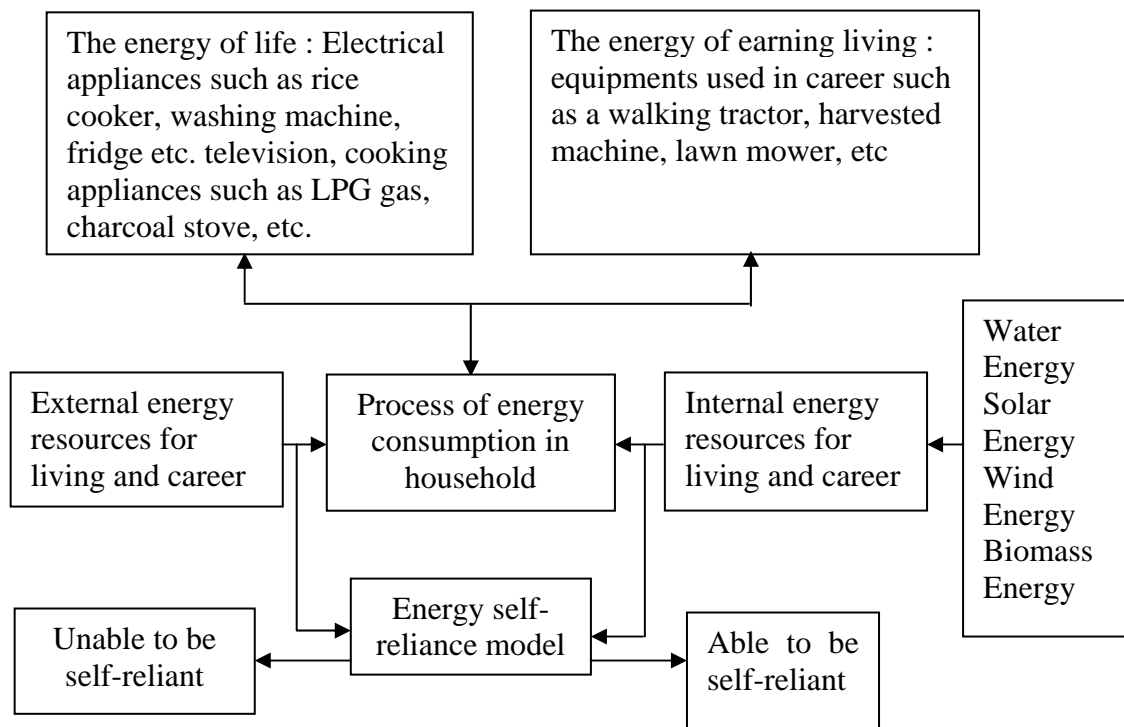 The energy of life : Electrical
appliances such as rice
cooker, washing machine,
fridge etc. television, cooking
appliances such as LPG gas,
charcoal stove, etc.
The energy of earning living :
equipments used in career such
as a walking tractor, harvested
machine, lawn mower, etc
External energy
resources for
living and career
Process of energy
consumption in
household
Internal energy
resources for
living and career
Water
Energy
Solar
Energy
Wind
Energy
Biomass
Energy
Unable to be
self-reliant
Energy self-
reliance model
Able to be
self-reliant